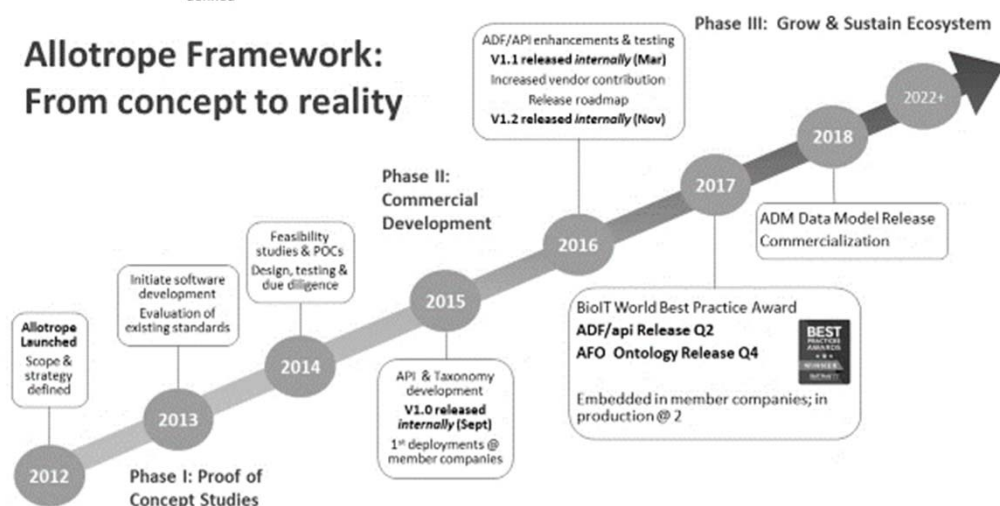 defined
Allotrope Framework:
From concept to reality
Phase III: Grow & Sustain Ecosystem
ADF/API enhancements & testing
V1.1 released internally (Mar)
Increased vendor contribution
Release roadmap
V1.2 released internally (Nov)
2022+
2018
2017
Phase II:
Commercial
Development
2016
ADM Data Model Release
Commercialization
Feasibility
studies & POCs
Design, testing &
due diligence
Initiate software
development
Evaluation of
existing standards
2015
Allotrope
Launched
Scope &
strategy
defined
2014
BioIT World Best Practice Award
ADF/api Release Q2
AFO Ontology Release Q4
Embedded in member companies; in
production @ 2
BEST
PRACTICES
AWARDS
WINNER
API & Taxonomy
development
V1.0 released
internally (Sept)
1st deployments @
member companies
2013
2012
Phase I: Proof of
Concept Studies